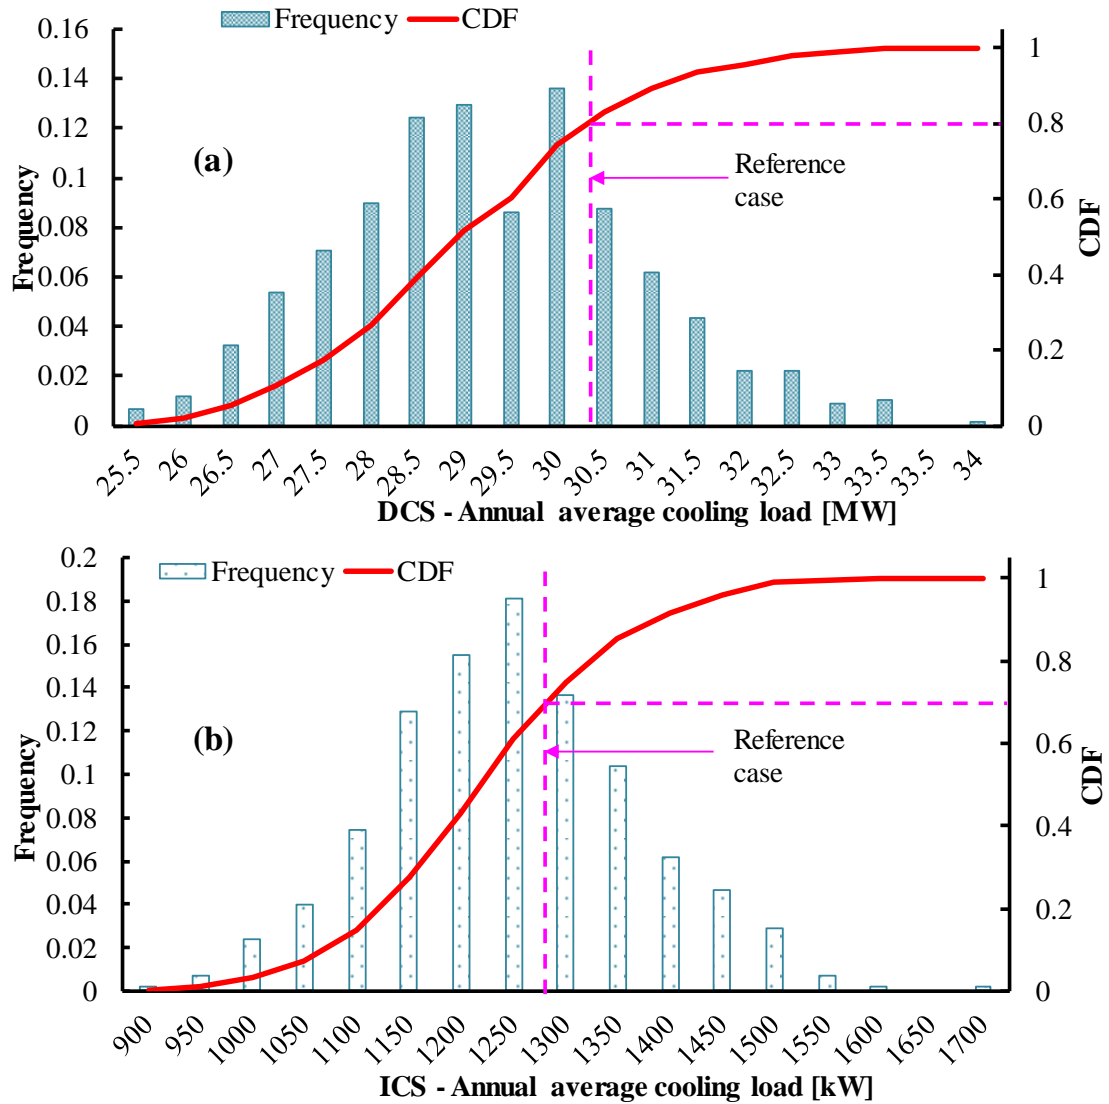 Frequency CDF
0.16
0.14
0.12
0.1
0.08
0.06
0.04
0.02
0
Frequency
(a)
Reference
case
1
0.8
0.6
0.4
0.2
0
CDF
25.5 26 26.5 27 27.5 28 28.5 29 29.5 30 30.5 31 31.5 32 32.5 33 33.5 33.5 34
DCS - Annual average cooling load [MW]
Frequency CDF
0.2
0.18
0.16
0.14
0.12
0.1
0.08
0.06
0.04
0.02
0
Frequency
(b)
Reference
case
1
0.8
0.6
0.4
0.2
0
CDF
900 950 1000 1050 1100 1150 1200 1250 1300 1350 1400 1450 1500 1550 1600 1650 1700
ICS - Annual average cooling load [kW]